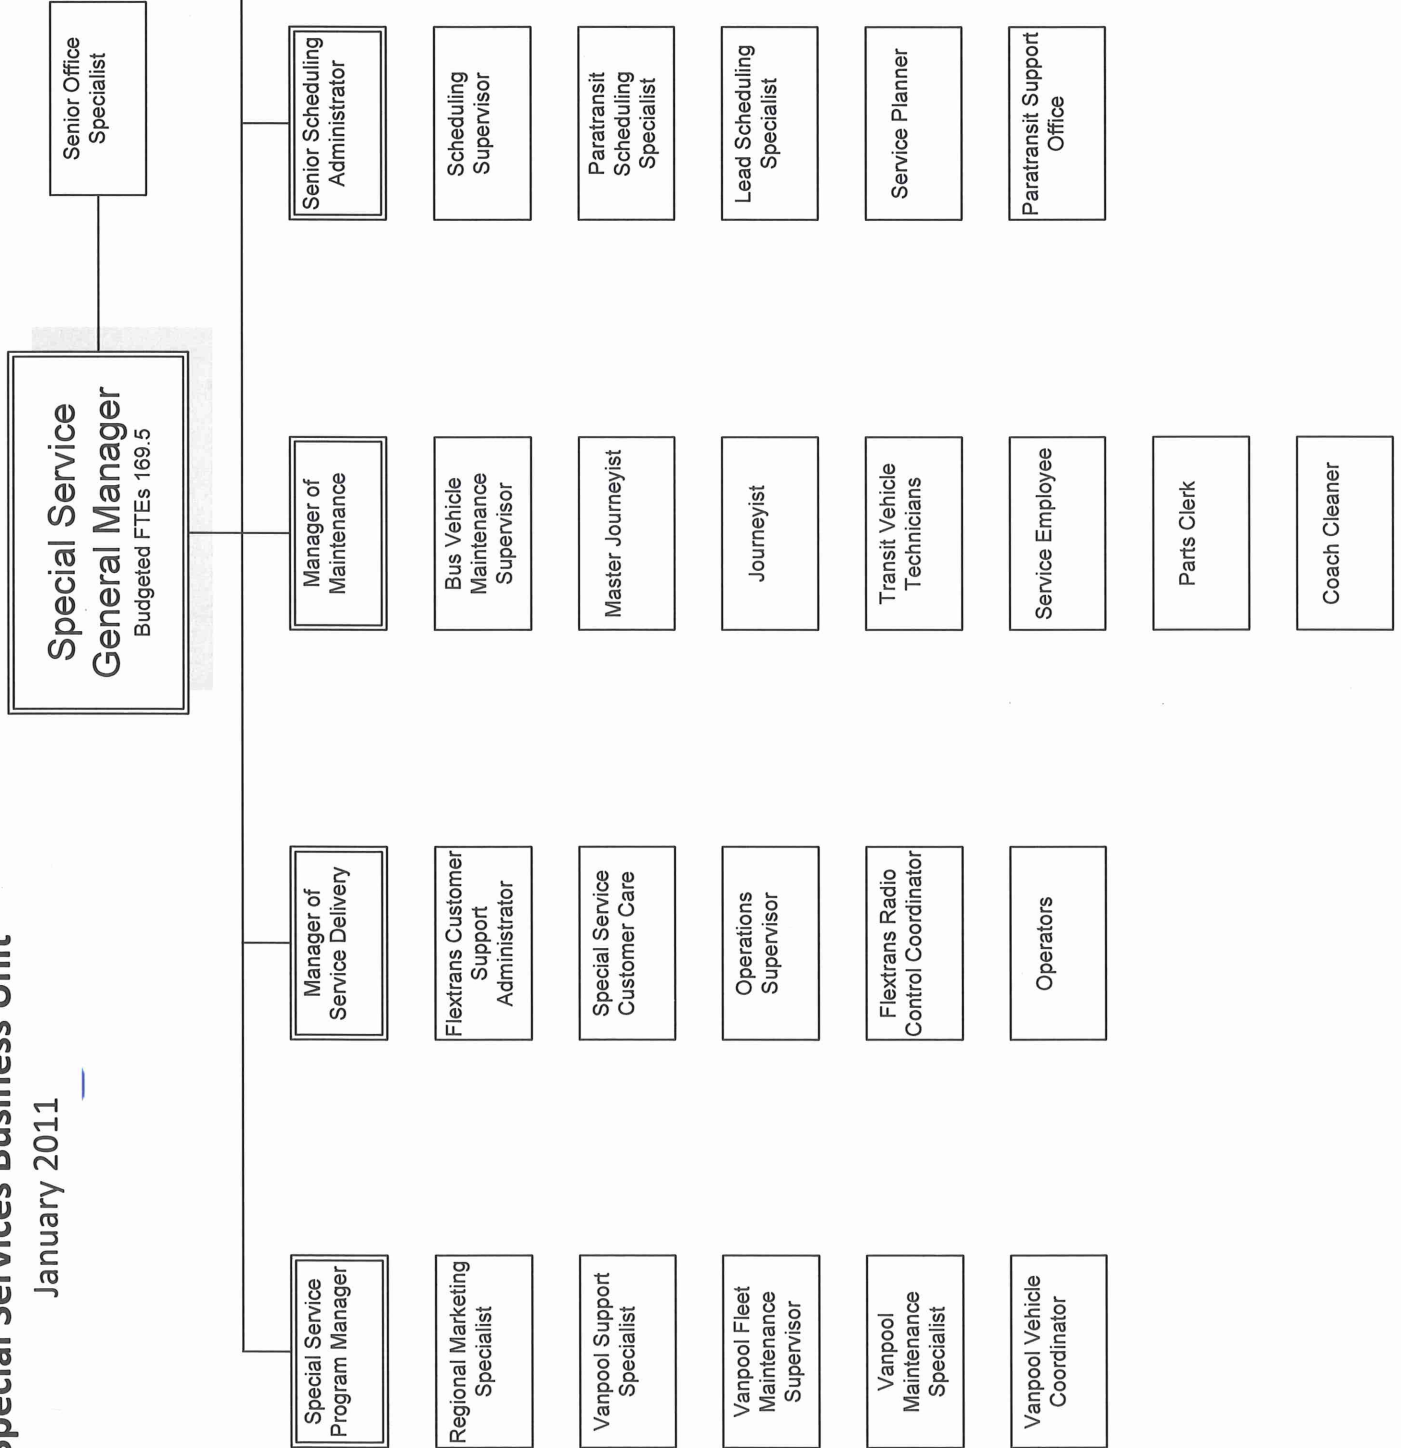 Special Services Business Unit
January 2011
Special Service
General Manager
Budgeted FTEs 169.5
Senior Office
Specialist
Special Service
Program Manager
Regional Marketing
Specialist
Vanpool Support
Specialist
Vanpool Fleet
Maintenance
Supervisor
Vanpool
Maintenance
Specialist
Vanpool Vehicle
Coordinator
Manager of
Service Delivery
Flextrans Customer
Support
Administrator
Special Service
Customer Care
Operations
Supervisor
Flextrans Radio
Control Coordinator
Operators
Manager of
Maintenance
Bus Vehicle
Maintenance
Supervisor
Master Journeyist
Journeyist
Transit Vehicle
Technicians
Service Employee
Parts Clerk
Coach Cleaner
Senior Scheduling
Administrator
Scheduling
Supervisor
Paratransit
Scheduling
Specialist
Lead Scheduling
Specialist
Service Planner
Paratransit Support
Office